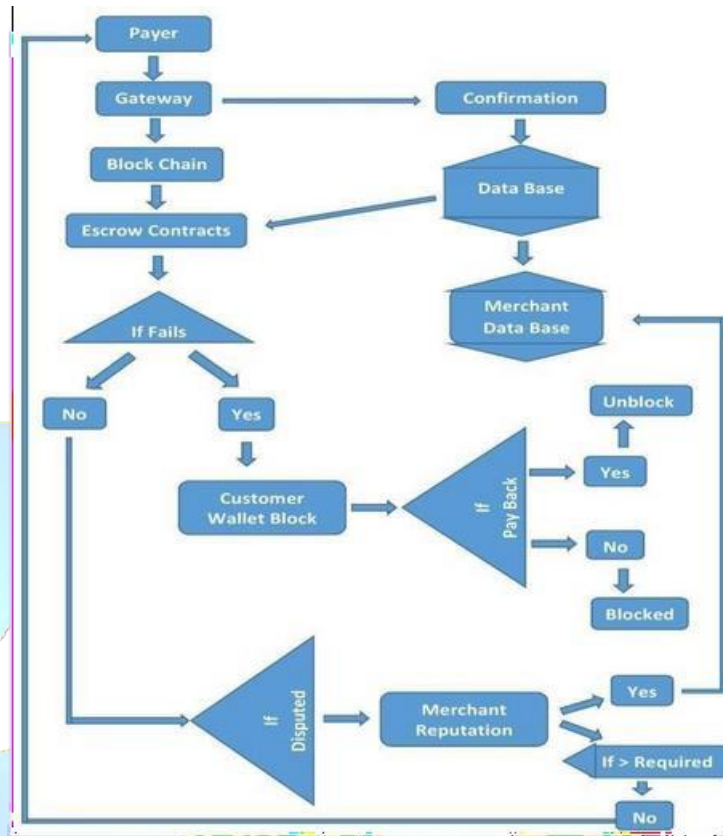 Payer
Gateway
Confirmation
Block Chain
Data Base
Escrow Contracts
Merchant
Data Base
If Fails
No
Yes
Unblock
Customer
Wallet Block
If
Pay Back
Yes
No
Blocked
If
Disputed
Merchant
Reputation
Yes
If > Required
No